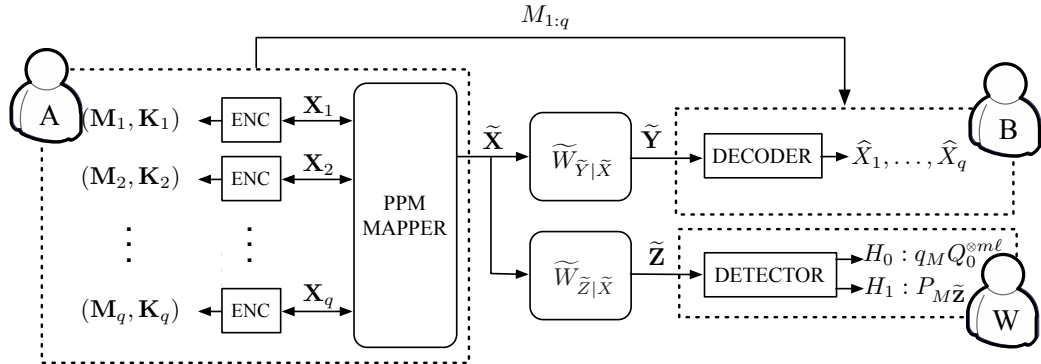 M_{1:q}
A
(M_1, K_1)
ENC
X_1
(M_2, K_2)
ENC
X_2
(M_q, K_q)
ENC
X_q
PPM
MAPPER
X̃
W̃_{Ỹ|X̃}
Ỹ
DECODER
X̂_1, . . . , X̂_q
B
W̃_{Z̃|X̃}
Z̃
DETECTOR
H_0 : q_M Q_0^{⊗mℓ}
H_1 : P_{MZ̃}
W